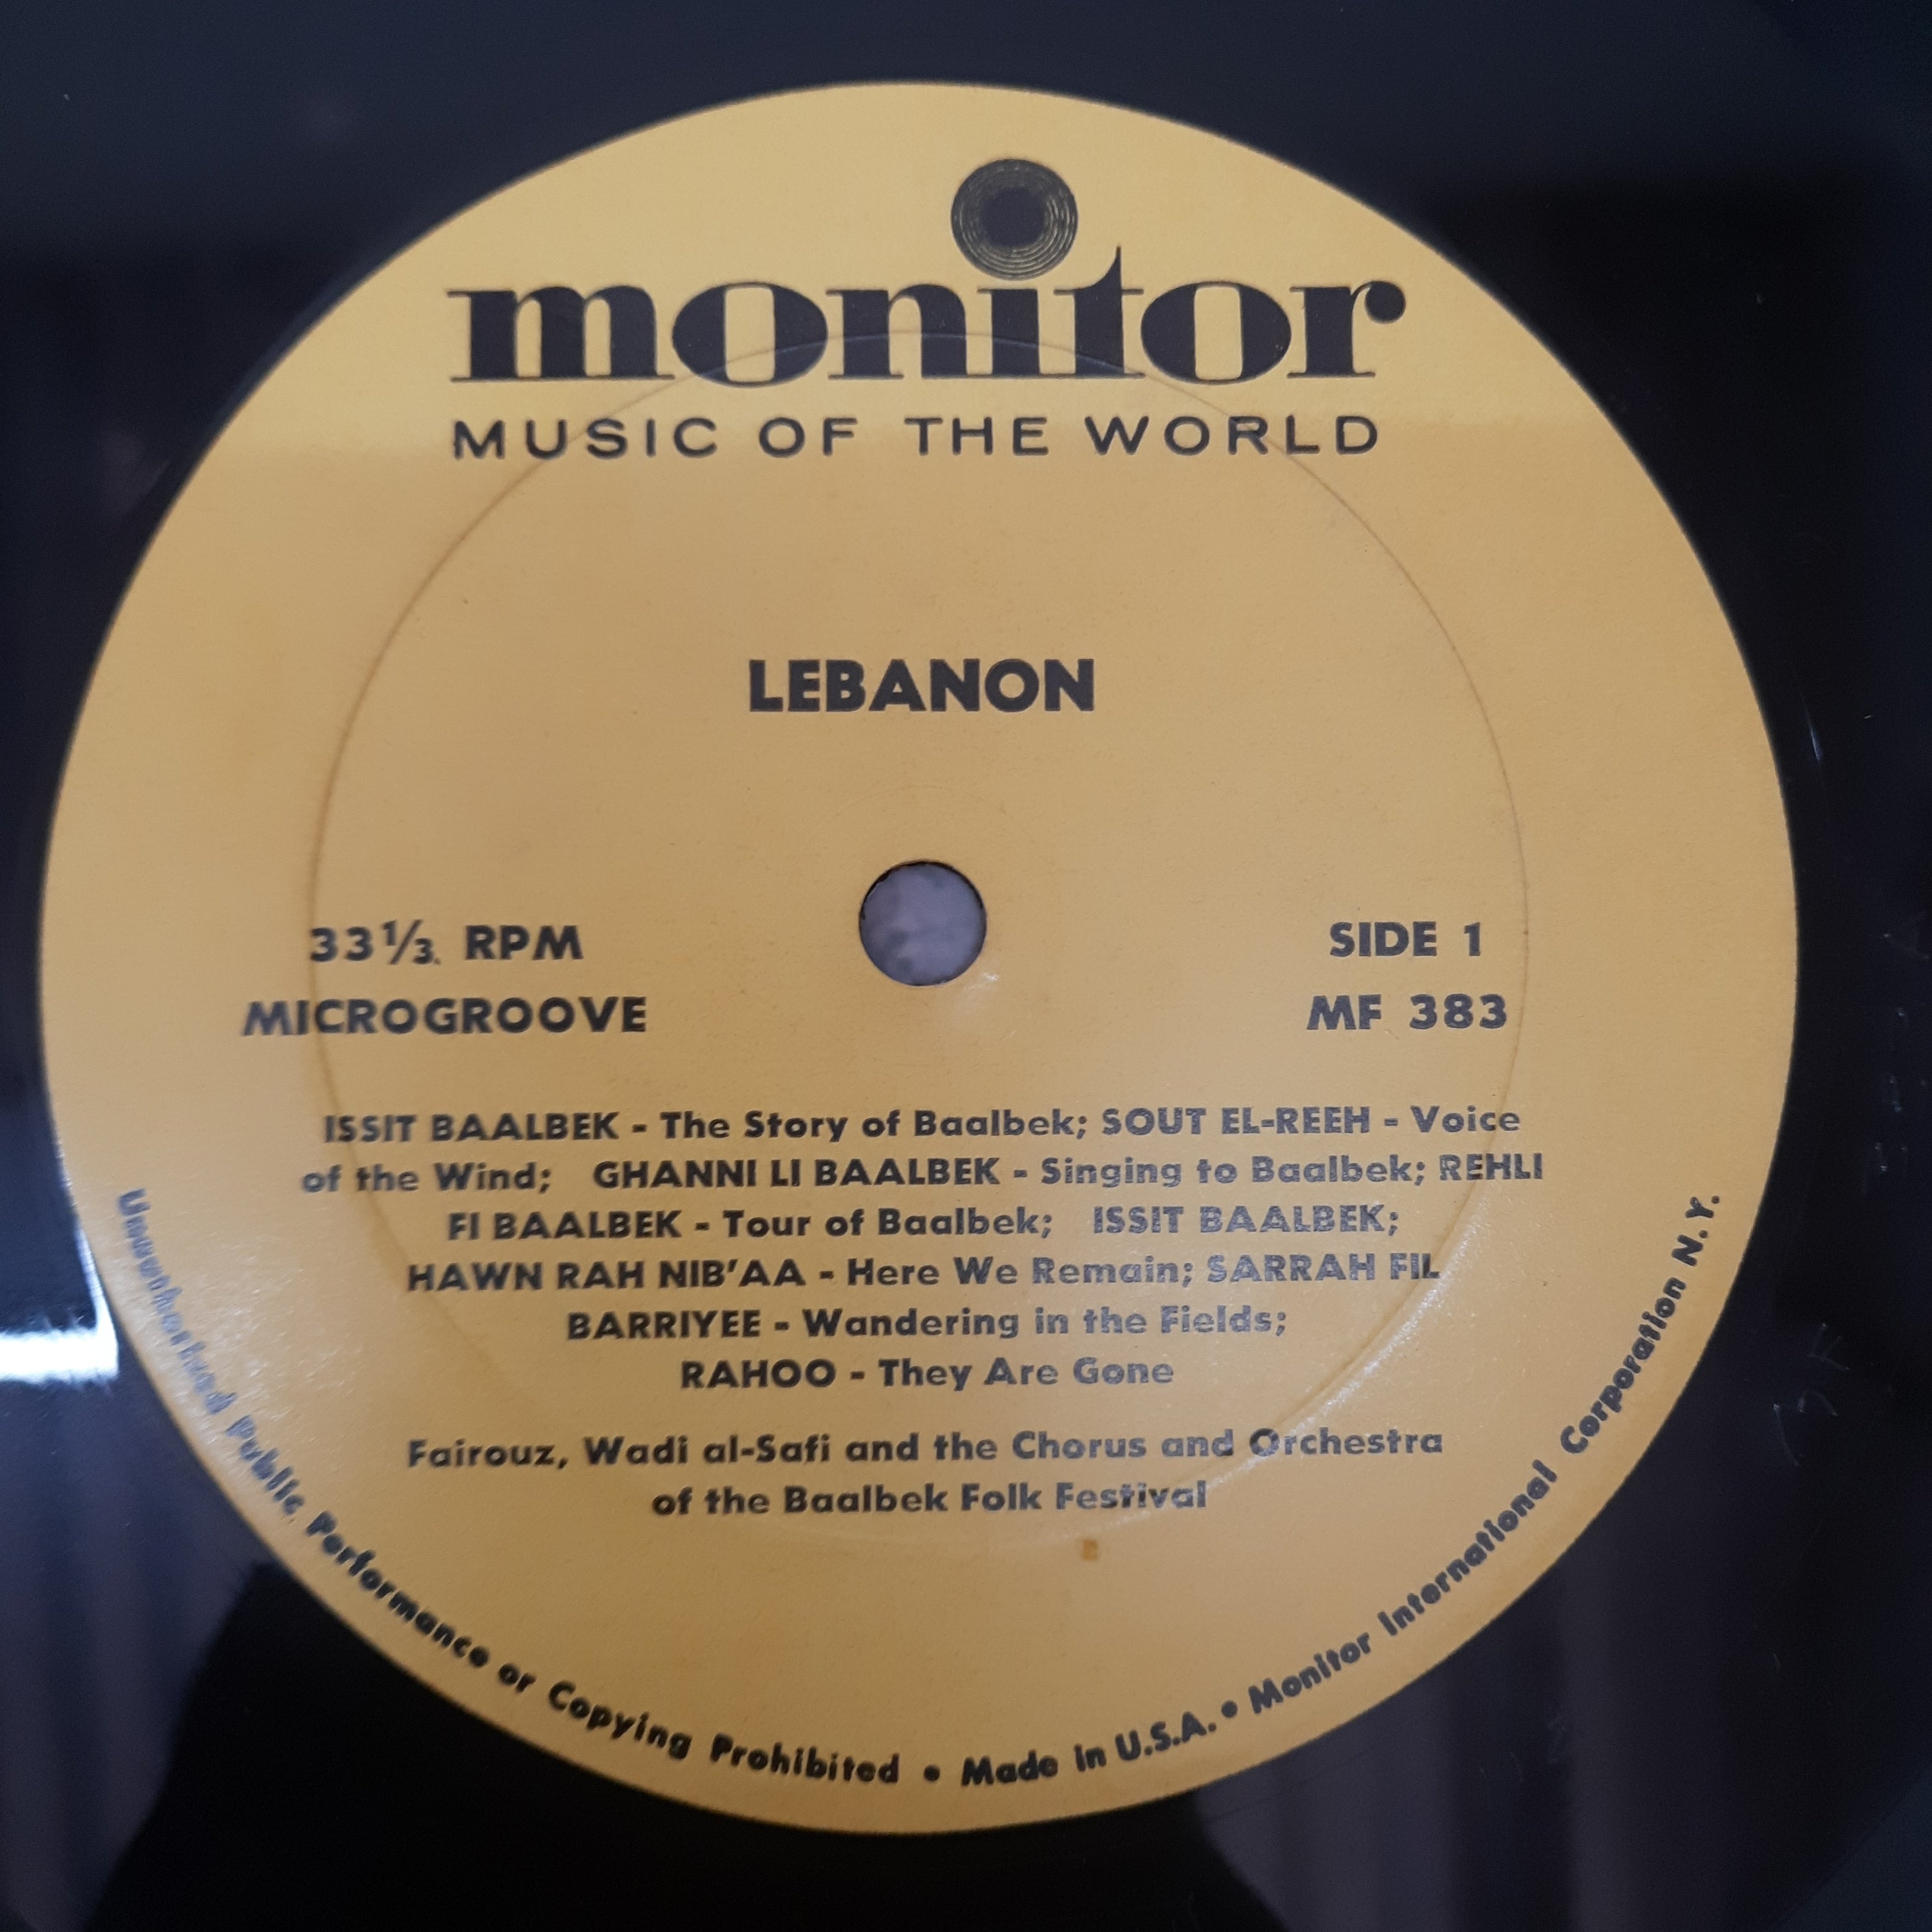 monitor
MUSIC OF THE WORLD
LEBANON
33⅓ RPM
MICROGROOVE
SIDE 1
MF 383
ISSIT BAALBEK - The Story of Baalbek; SOUT EL-REEH - Voice
of the Wind; GHANNI LI BAALBEK - Singing to Baalbek; REHLI
FI BAALBEK - Tour of Baalbek; ISSIT BAALBEK;
HAWN RAH NIB'AA - Here We Remain; SARRAH FIL
BARRIYEE - Wandering in the Fields;
RAHOO - They Are Gone
Fairouz, Wadi al-Safi and the Chorus and Orchestra
of the Baalbek Folk Festival
Unauthorized Public Performance or Copying Prohibited • Made in U.S.A. • Monitor International Corporation N.Y.